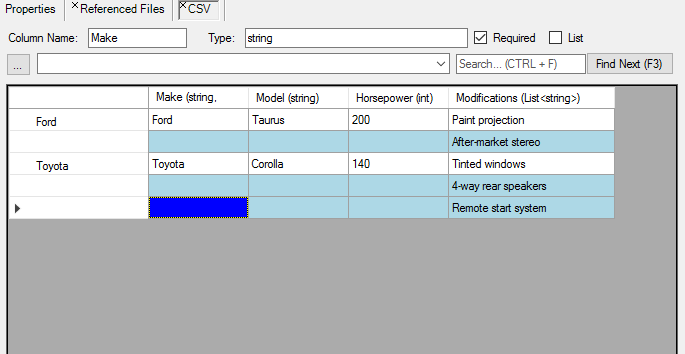 Properties Referenced Files CSV
Column Name: Make Type: string Required List
... Search... (CTRL + F) Find Next (F3)
Make (string, Model (string) Horsepower (int) Modifications (List<string>)
Ford Ford Taurus 200 Paint projection
After-market stereo
Toyota Toyota Corolla 140 Tinted windows
4-way rear speakers
Remote start system